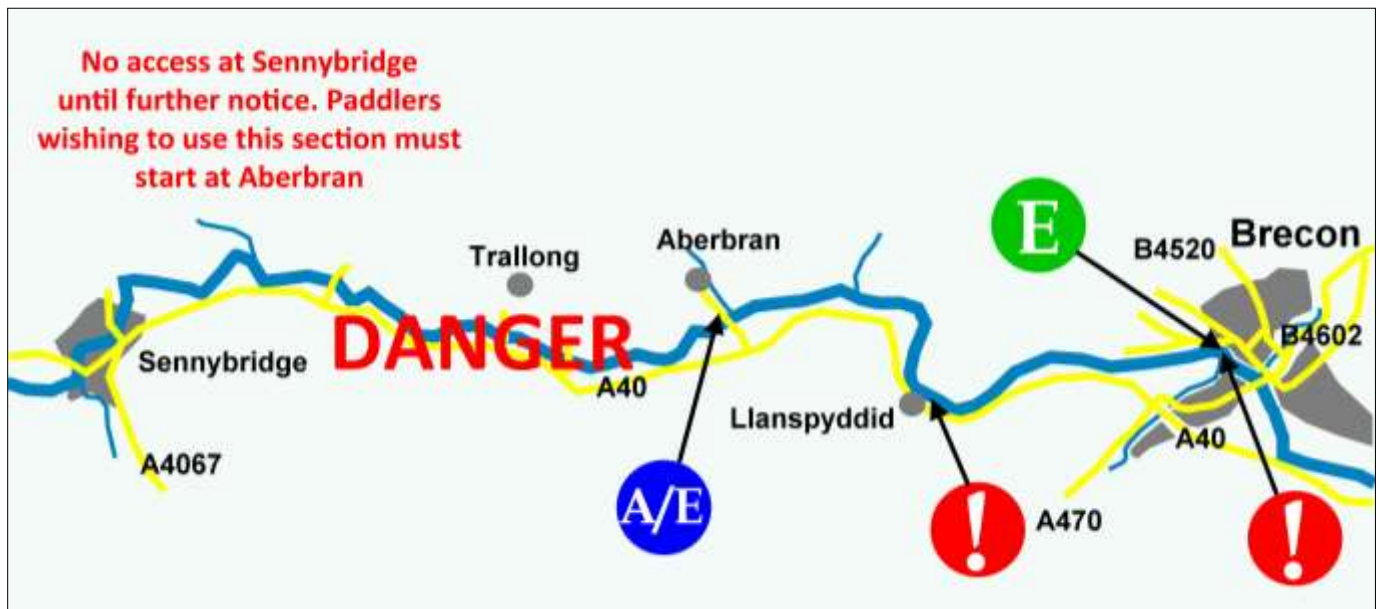 No access at Sennybridge
until further notice. Paddlers
wishing to use this section must
start at Aberbran
E
Brecon
B4520
Aberbran
Trallong
B4602
DANGER
Sennybridge
A40
Llanspyddid
A40
A4067
A/E
!
A470
!